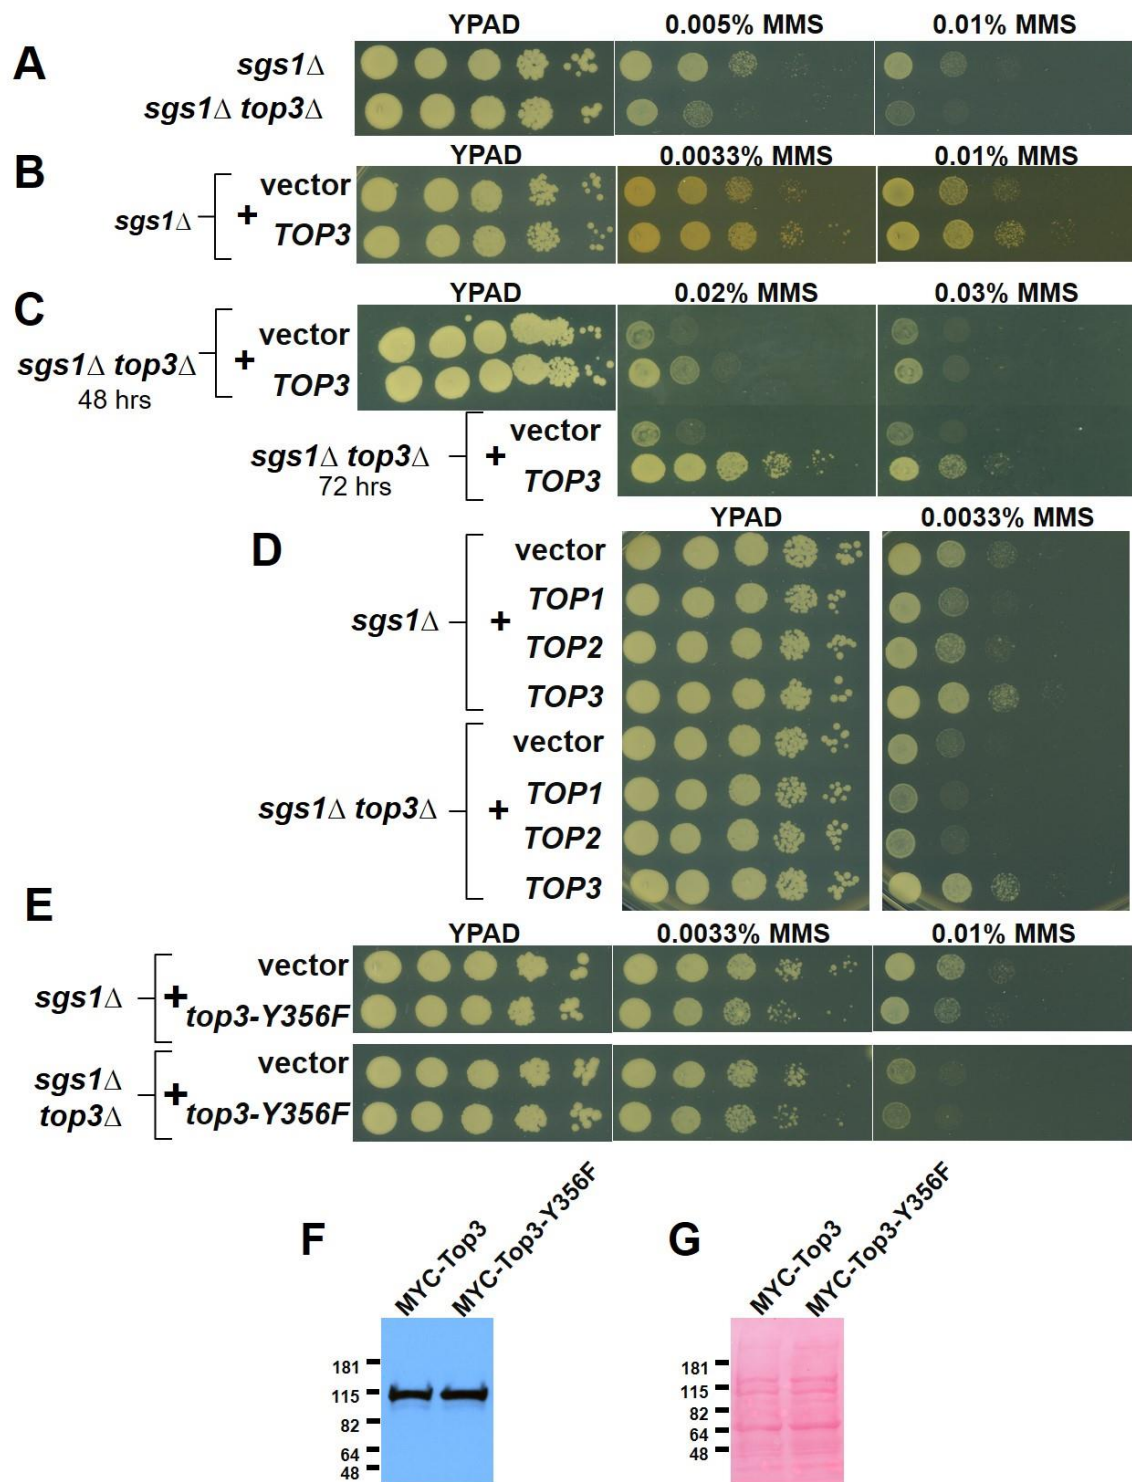 A
YPAD 0.005% MMS 0.01% MMS
sgs1Δ
sgs1Δ top3Δ
B
YPAD 0.0033% MMS 0.01% MMS
sgs1Δ + vector
TOP3
C
YPAD 0.02% MMS 0.03% MMS
sgs1Δ top3Δ + vector
48 hrs
TOP3
sgs1Δ top3Δ + vector
72 hrs
TOP3
D
YPAD 0.0033% MMS
sgs1Δ +
vector
TOP1
TOP2
TOP3
sgs1Δ top3Δ +
vector
TOP1
TOP2
TOP3
E
YPAD 0.0033% MMS 0.01% MMS
sgs1Δ +
vector
top3-Y356F
sgs1Δ
top3Δ
+
vector
top3-Y356F
F
MYC-Top3
MYC-Top3-Y356F
181
115
82
64
48
G
MYC-Top3
MYC-Top3-Y356F
181
115
82
64
48